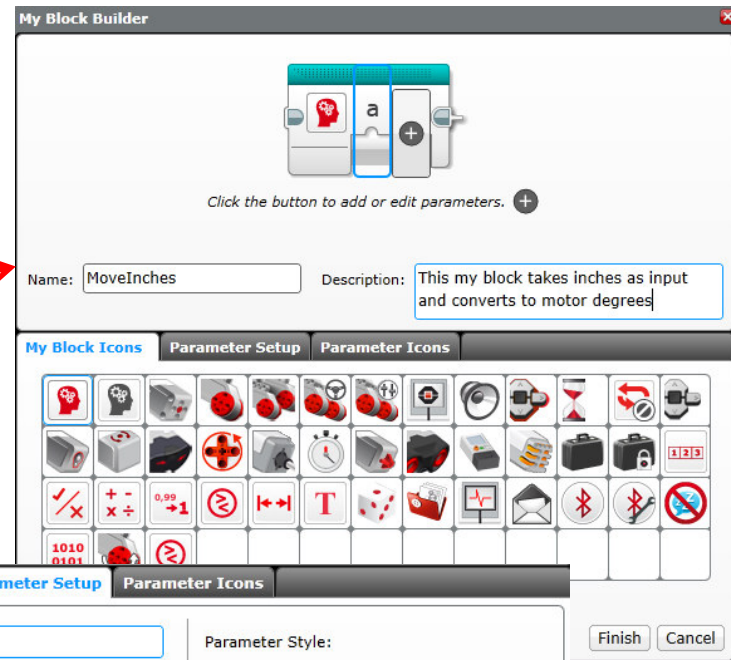 My Block Builder
a
Click the button to add or edit parameters.
Name: MoveInches
Description: This my block takes inches as input
and converts to motor degrees
My Block Icons Parameter Setup Parameter Icons
1 2 3
0,99
1
T
1010
0101
meter Setup Parameter Icons
Parameter Style:
Finish Cancel